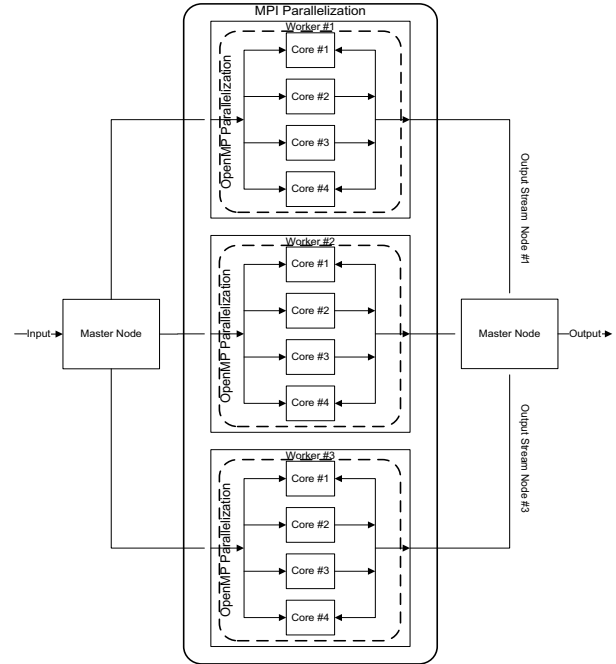 MPI Parallelization
Worker #1
OpenMP Parallelization
Core #1
Core #2
Core #3
Core #4
Output Stream Node #1
Worker #2
OpenMP Parallelization
Core #1
Core #2
Core #3
Core #4
Input
Master Node
Master Node
Output
Worker #3
OpenMP Parallelization
Core #1
Core #2
Core #3
Core #4
Output Stream Node #3